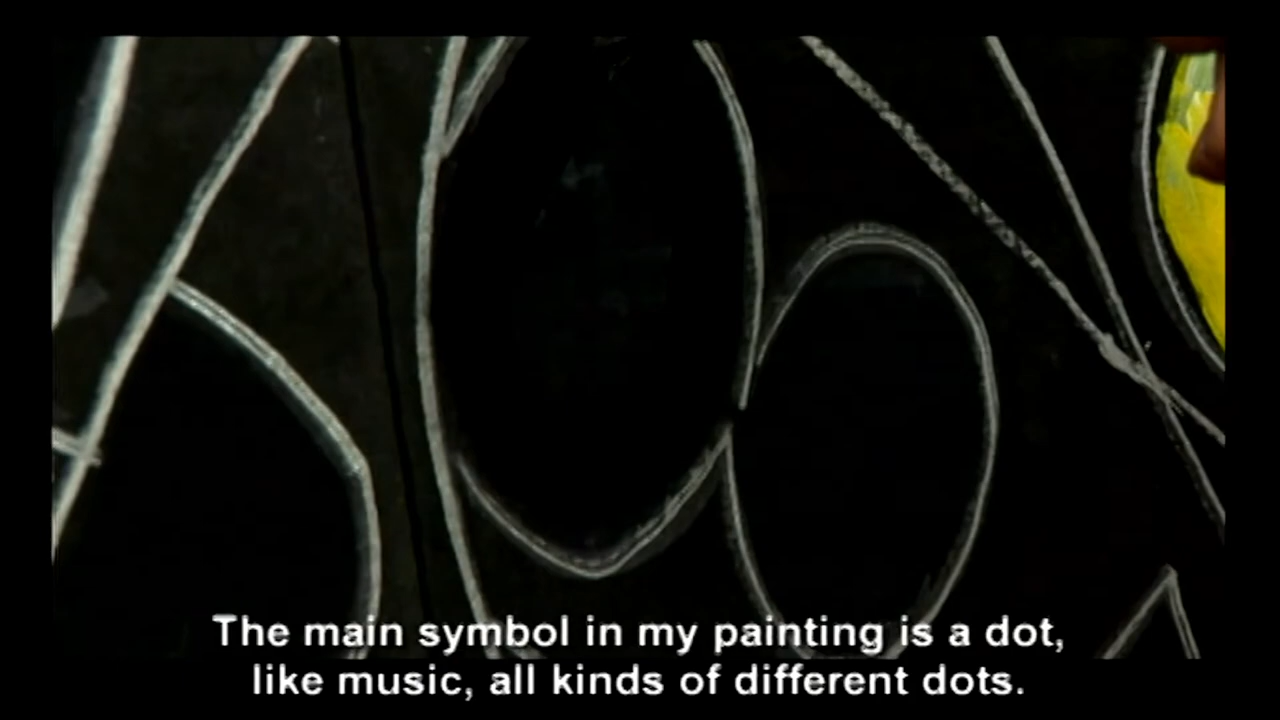 The main symbol in my painting is a dot,
like music, all kinds of different dots.